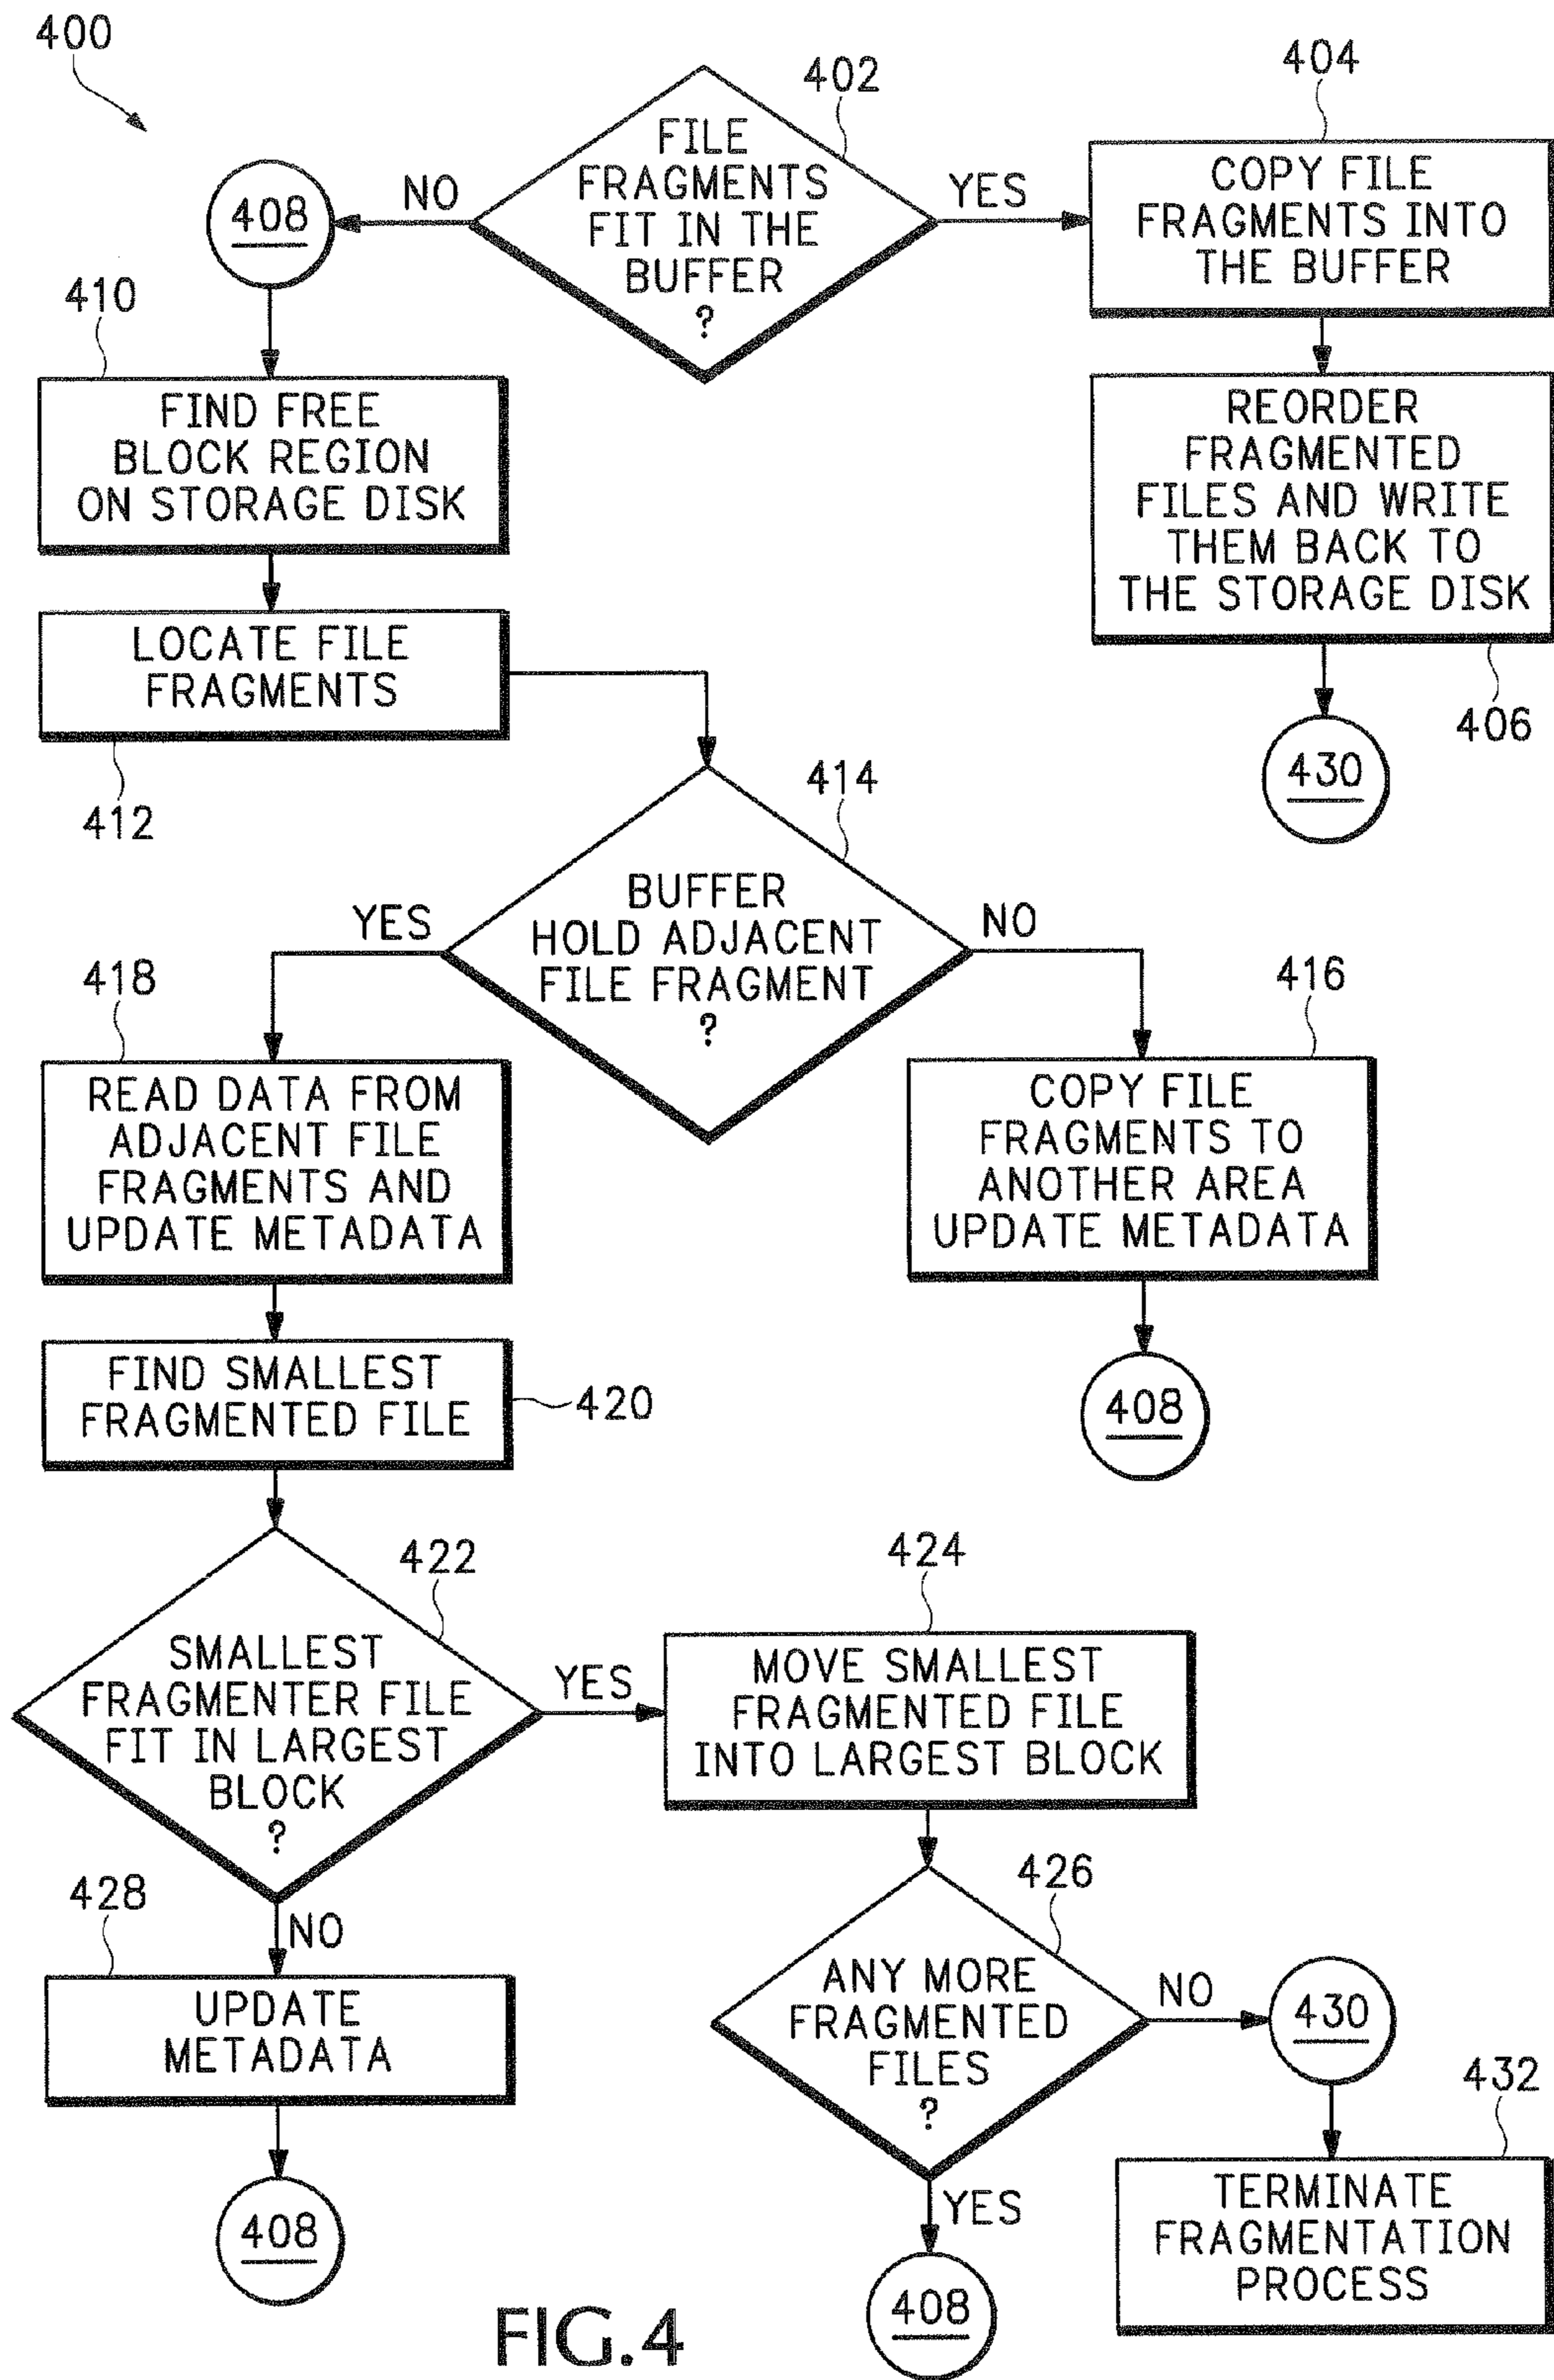 400
402
FILE
FRAGMENTS
FIT IN THE
BUFFER
?
YES
404
COPY FILE
FRAGMENTS INTO
THE BUFFER
REORDER
FRAGMENTED
FILES AND WRITE
THEM BACK TO
THE STORAGE DISK
406
430
NO
408
410
FIND FREE
BLOCK REGION
ON STORAGE DISK
LOCATE FILE
FRAGMENTS
412
414
BUFFER
HOLD ADJACENT
FILE FRAGMENT
?
NO
416
COPY FILE
FRAGMENTS TO
ANOTHER AREA
UPDATE METADATA
408
YES
418
READ DATA FROM
ADJACENT FILE
FRAGMENTS AND
UPDATE METADATA
FIND SMALLEST
FRAGMENTED FILE
420
422
SMALLEST
FRAGMENTER FILE
FIT IN LARGEST
BLOCK
?
YES
424
MOVE SMALLEST
FRAGMENTED FILE
INTO LARGEST BLOCK
426
ANY MORE
FRAGMENTED
FILES
?
NO
430
432
TERMINATE
FRAGMENTATION
PROCESS
YES
408
NO
428
UPDATE
METADATA
408
FIG.4